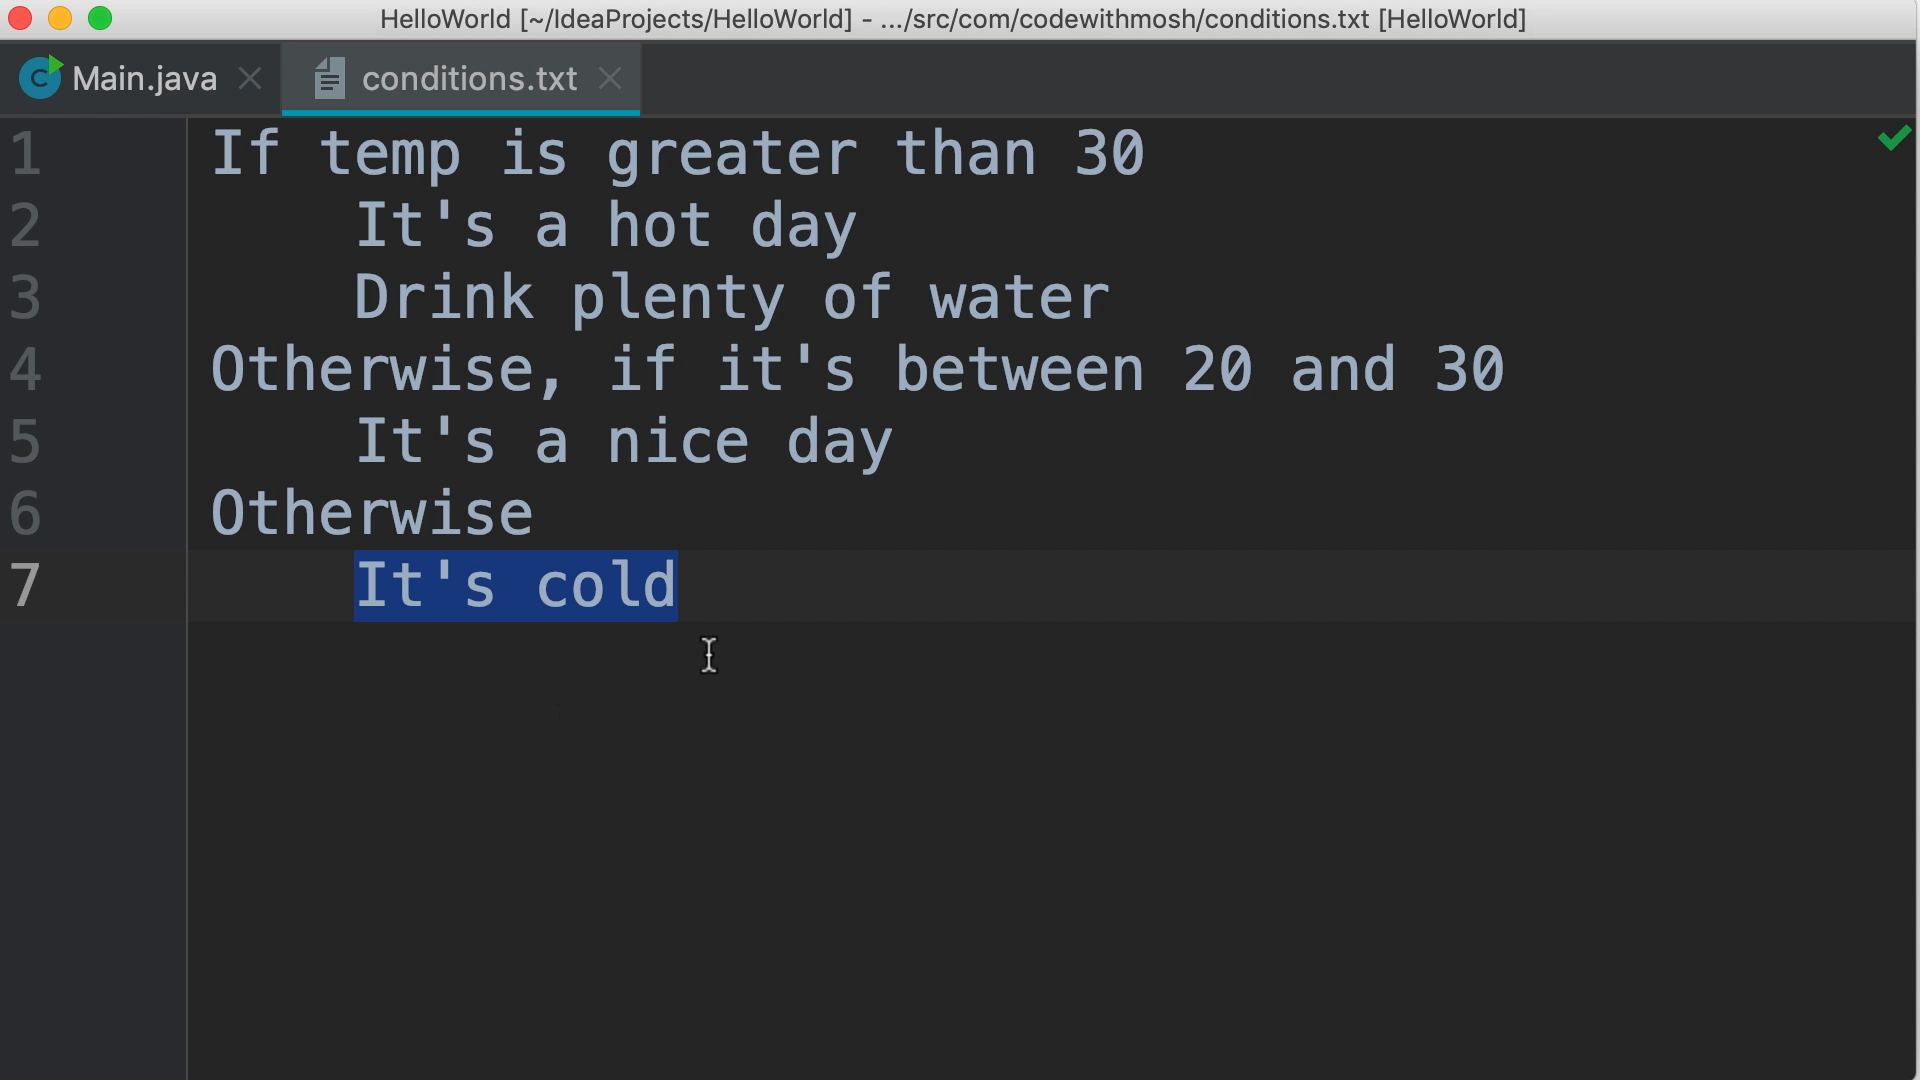 HelloWorld [~/IdeaProjects/HelloWorld] - .../src/com/codewithmosh/conditions.txt [HelloWorld]
C Main.java conditions.txt
1 If temp is greater than 30
2 It's a hot day
3 Drink plenty of water
4 Otherwise, if it's between 20 and 30
5 It's a nice day
6 Otherwise
7 It's cold